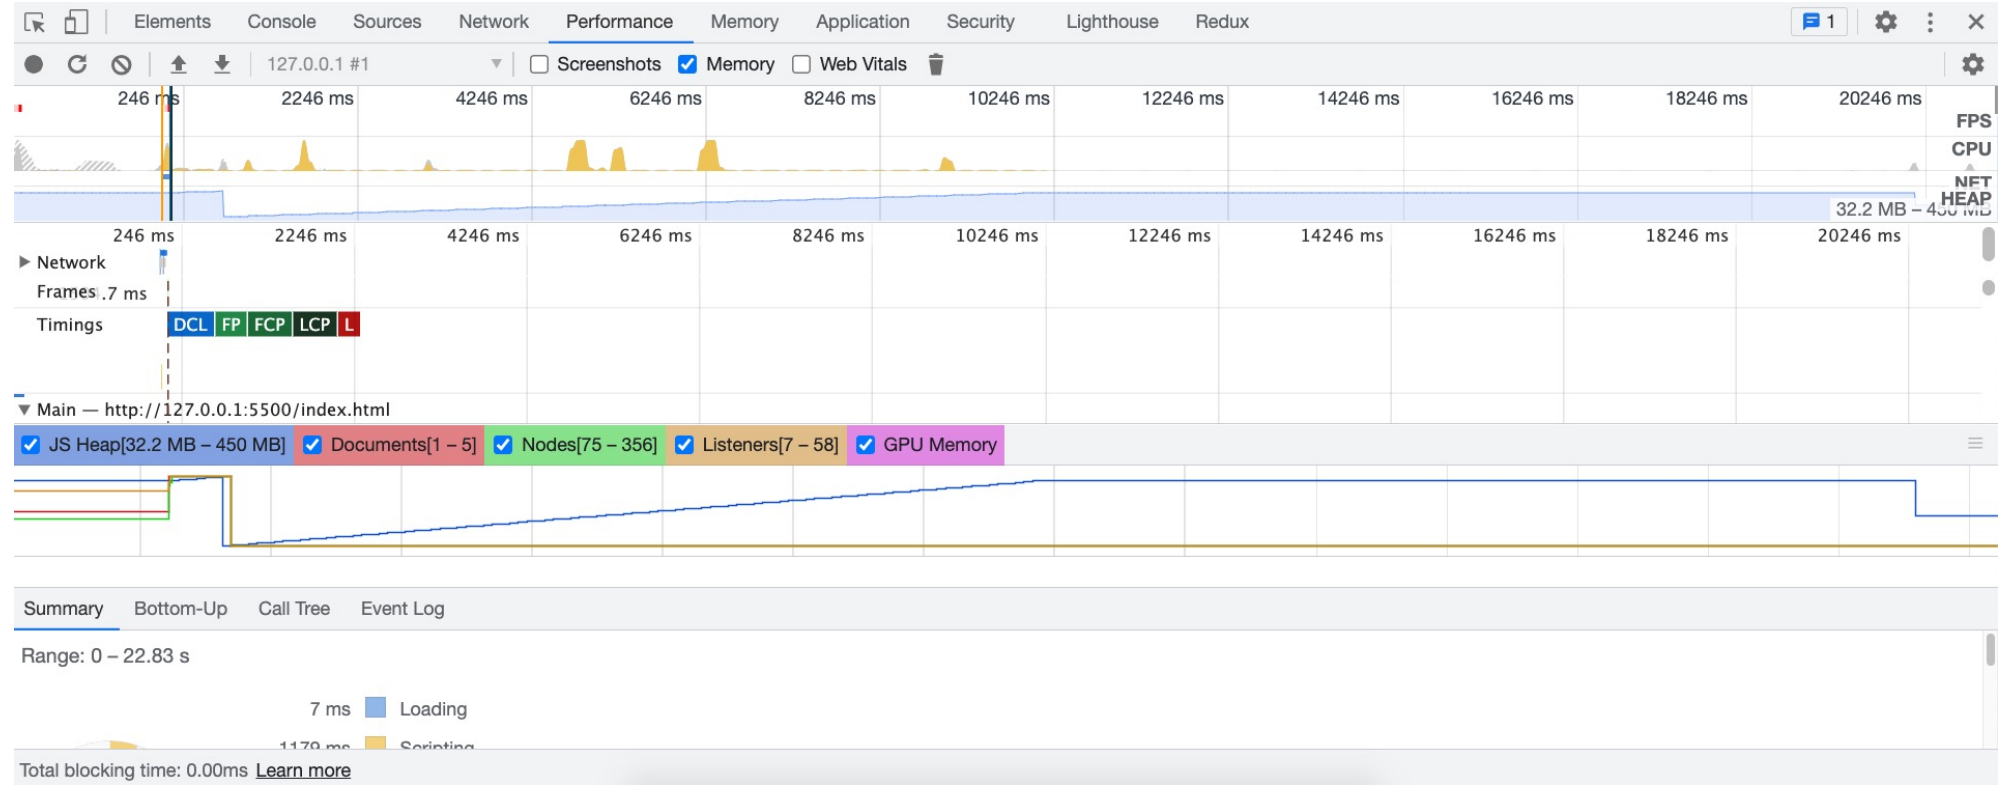 Elements Console Sources Network Performance Memory Application Security Lighthouse Redux 1
127.0.0.1 #1 Screenshots Memory Web Vitals
246 ms 2246 ms 4246 ms 6246 ms 8246 ms 10246 ms 12246 ms 14246 ms 16246 ms 18246 ms 20246 ms
FPS
CPU
NET
HEAP
32.2 MB – 450 MB
246 ms 2246 ms 4246 ms 6246 ms 8246 ms 10246 ms 12246 ms 14246 ms 16246 ms 18246 ms 20246 ms
Network
Frames .7 ms
Timings DCL FP FCP LCP L
Main — http://127.0.0.1:5500/index.html
JS Heap[32.2 MB – 450 MB] Documents[1 – 5] Nodes[75 – 356] Listeners[7 – 58] GPU Memory
Summary Bottom-Up Call Tree Event Log
Range: 0 – 22.83 s
7 ms Loading
1179 ms Scripting
Total blocking time: 0.00ms Learn more